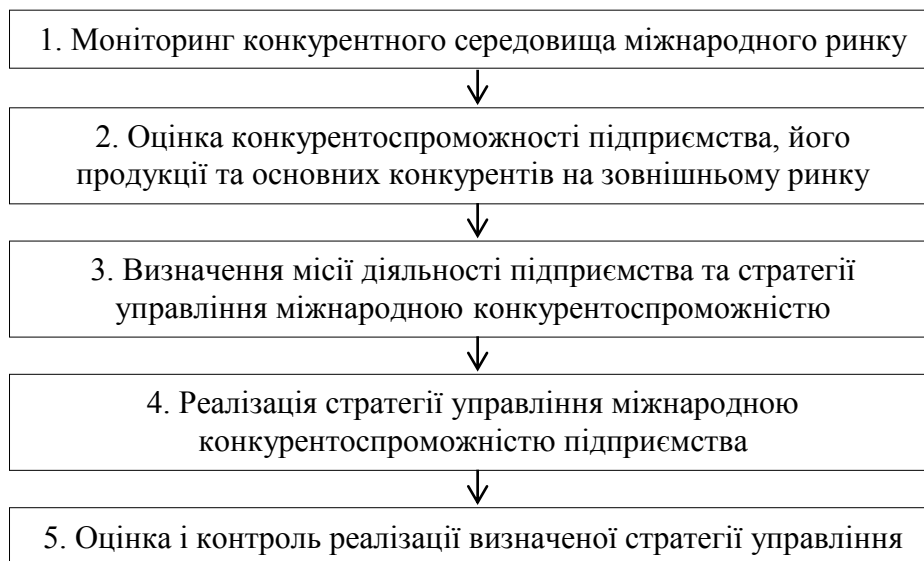 1. Моніторинг конкурентного середовища міжнародного ринку
2. Оцінка конкурентоспроможності підприємства, його
продукції та основних конкурентів на зовнішньому ринку
3. Визначення місії діяльності підприємства та стратегії
управління міжнародною конкурентоспроможністю
4. Реалізація стратегії управління міжнародною
конкурентоспроможністю підприємства
5. Оцінка і контроль реалізації визначеної стратегії управління